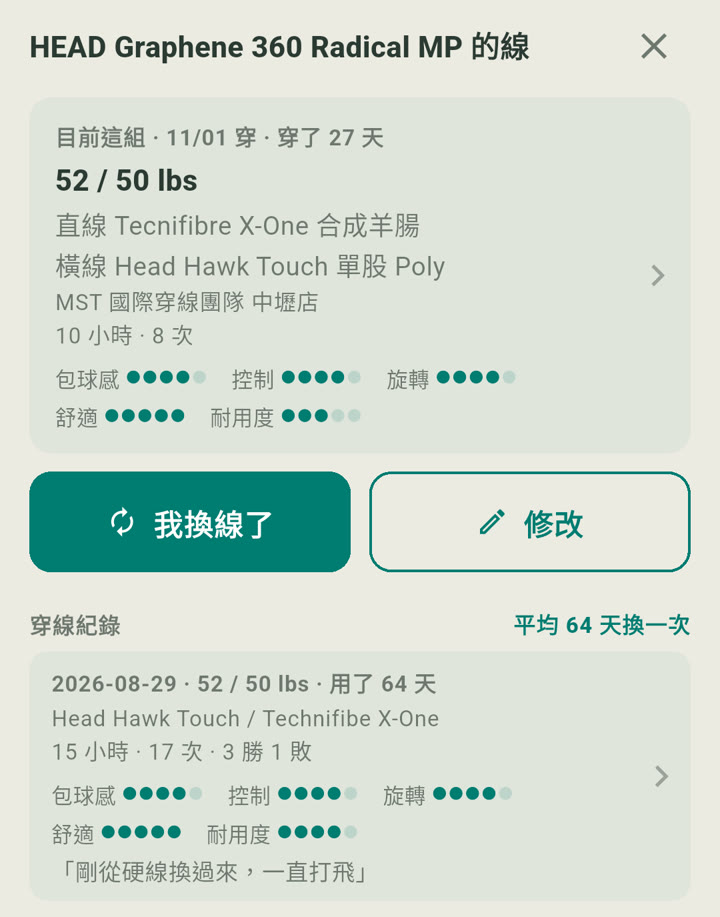 HEAD Graphene 360 Radical MP 的線
目前這組 · 11/01 穿 · 穿了 27 天
52 / 50 lbs
直線 Tecnifibre X-One 合成羊腸
橫線 Head Hawk Touch 單股 Poly
MST 國際穿線團隊 中壢店
10 小時 · 8 次
包球感 控制 旋轉
舒適 耐用度
我換線了 修改
穿線紀錄 平均 64 天換一次
2026-08-29 · 52 / 50 lbs · 用了 64 天
Head Hawk Touch / Technifibe X-One
15 小時 · 17 次 · 3 勝 1 敗
包球感 控制 旋轉
舒適 耐用度
「剛從硬線換過來，一直打飛」